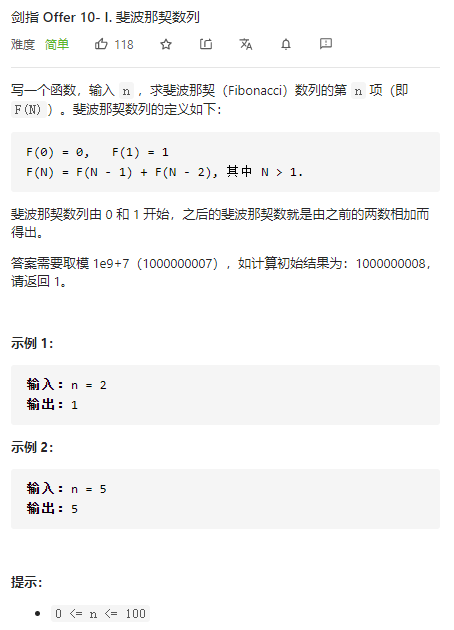 剑指 Offer 10- I. 斐波那契数列
难度 简单 118
写一个函数，输入 n ，求斐波那契（Fibonacci）数列的第 n 项（即
F(N) ）。斐波那契数列的定义如下：
F(0) = 0,   F(1) = 1
F(N) = F(N - 1) + F(N - 2), 其中 N > 1.
斐波那契数列由 0 和 1 开始，之后的斐波那契数就是由之前的两数相加而
得出。
答案需要取模 1e9+7（1000000007），如计算初始结果为：1000000008，
请返回 1。
示例 1：
输入：n = 2
输出：1
示例 2：
输入：n = 5
输出：5
提示：
• 0 <= n <= 100